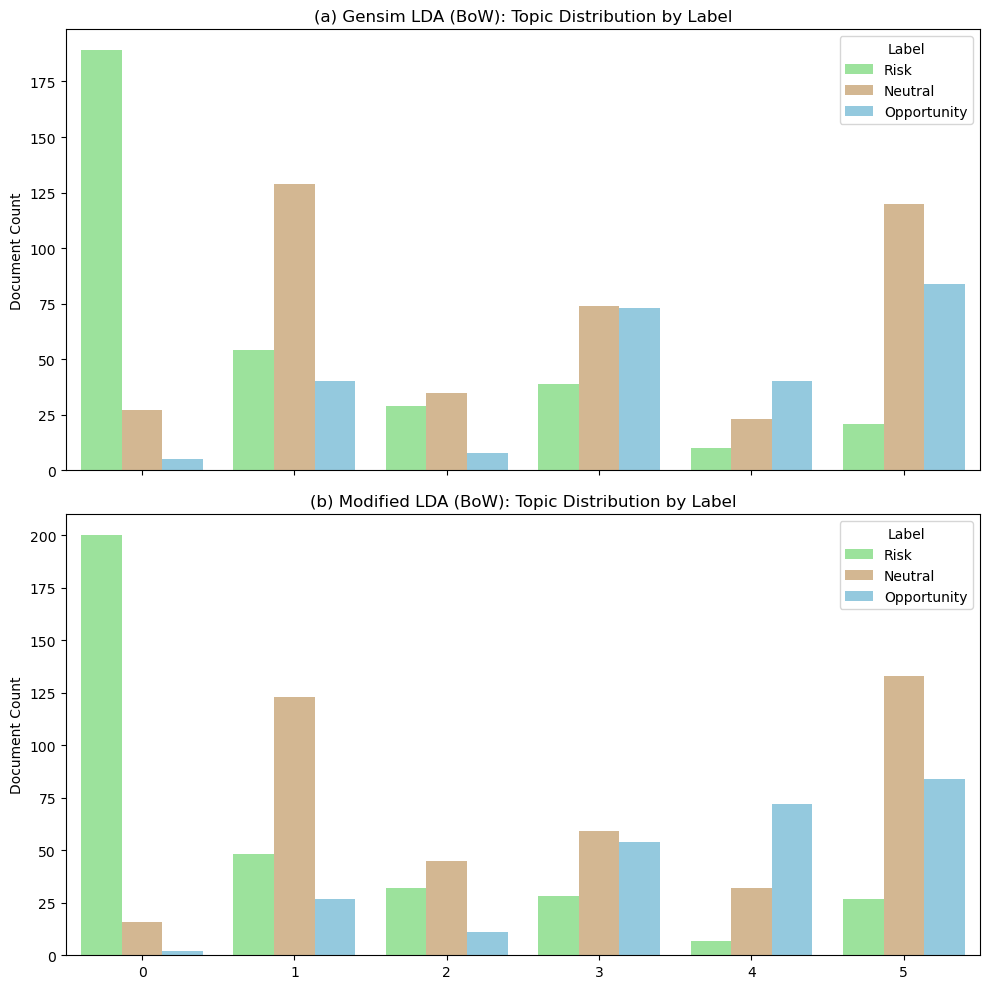 (a) Gensim LDA (BoW): Topic Distribution by Label
Label
Risk
Neutral
Opportunity
Document Count
175
150
125
100
75
50
25
0
(b) Modified LDA (BoW): Topic Distribution by Label
Label
Risk
Neutral
Opportunity
Document Count
200
175
150
125
100
75
50
25
0
0 1 2 3 4 5